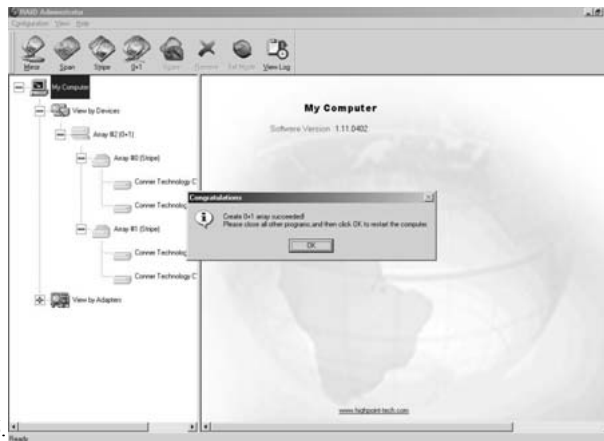 RAID Administrator
Configuration View Help
Mirror Span Stripe 0+1 Spare Remove View Log
My Computer
View by Devices
Array #2 (0+1)
Array #0 (Stripe)
Conner Technology C
Conner Technolog
Array #1 (Stripe)
Conner Technolog
Conner Technology C
View by Adapters
My Computer
Software Version 1.11.0402
Congratulations
Create 0+1 array succeeded!
Please close all other programs,and then click OK to restart the computer.
OK
www.highpoint-tech.com
Ready